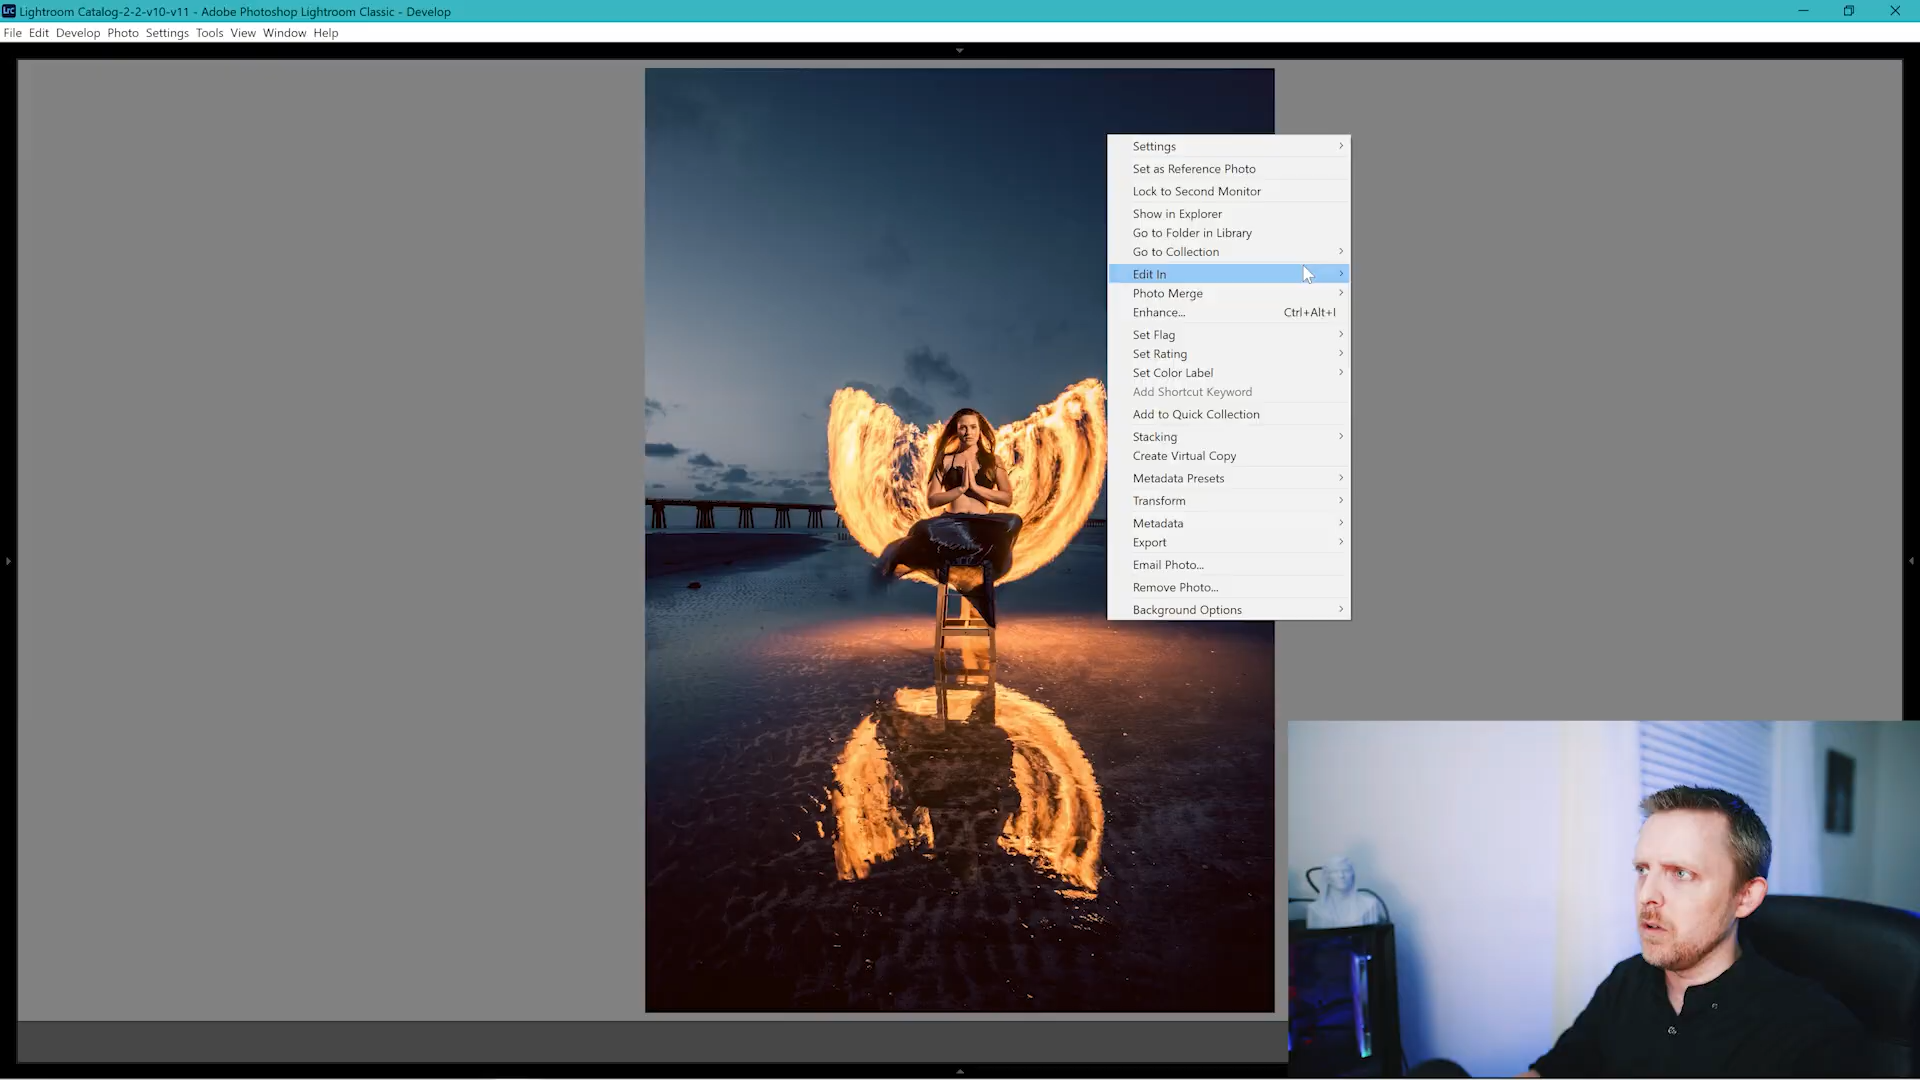 Lrc Lightroom Catalog-2-2-v10-v11 - Adobe Photoshop Lightroom Classic - Develop
File Edit Develop Photo Settings Tools View Window Help
Settings
Set as Reference Photo
Lock to Second Monitor
Show in Explorer
Go to Folder in Library
Go to Collection
Edit In
Photo Merge
Enhance... Ctrl+Alt+I
Set Flag
Set Rating
Set Color Label
Add Shortcut Keyword
Add to Quick Collection
Stacking
Create Virtual Copy
Metadata Presets
Transform
Metadata
Export
Email Photo...
Remove Photo...
Background Options